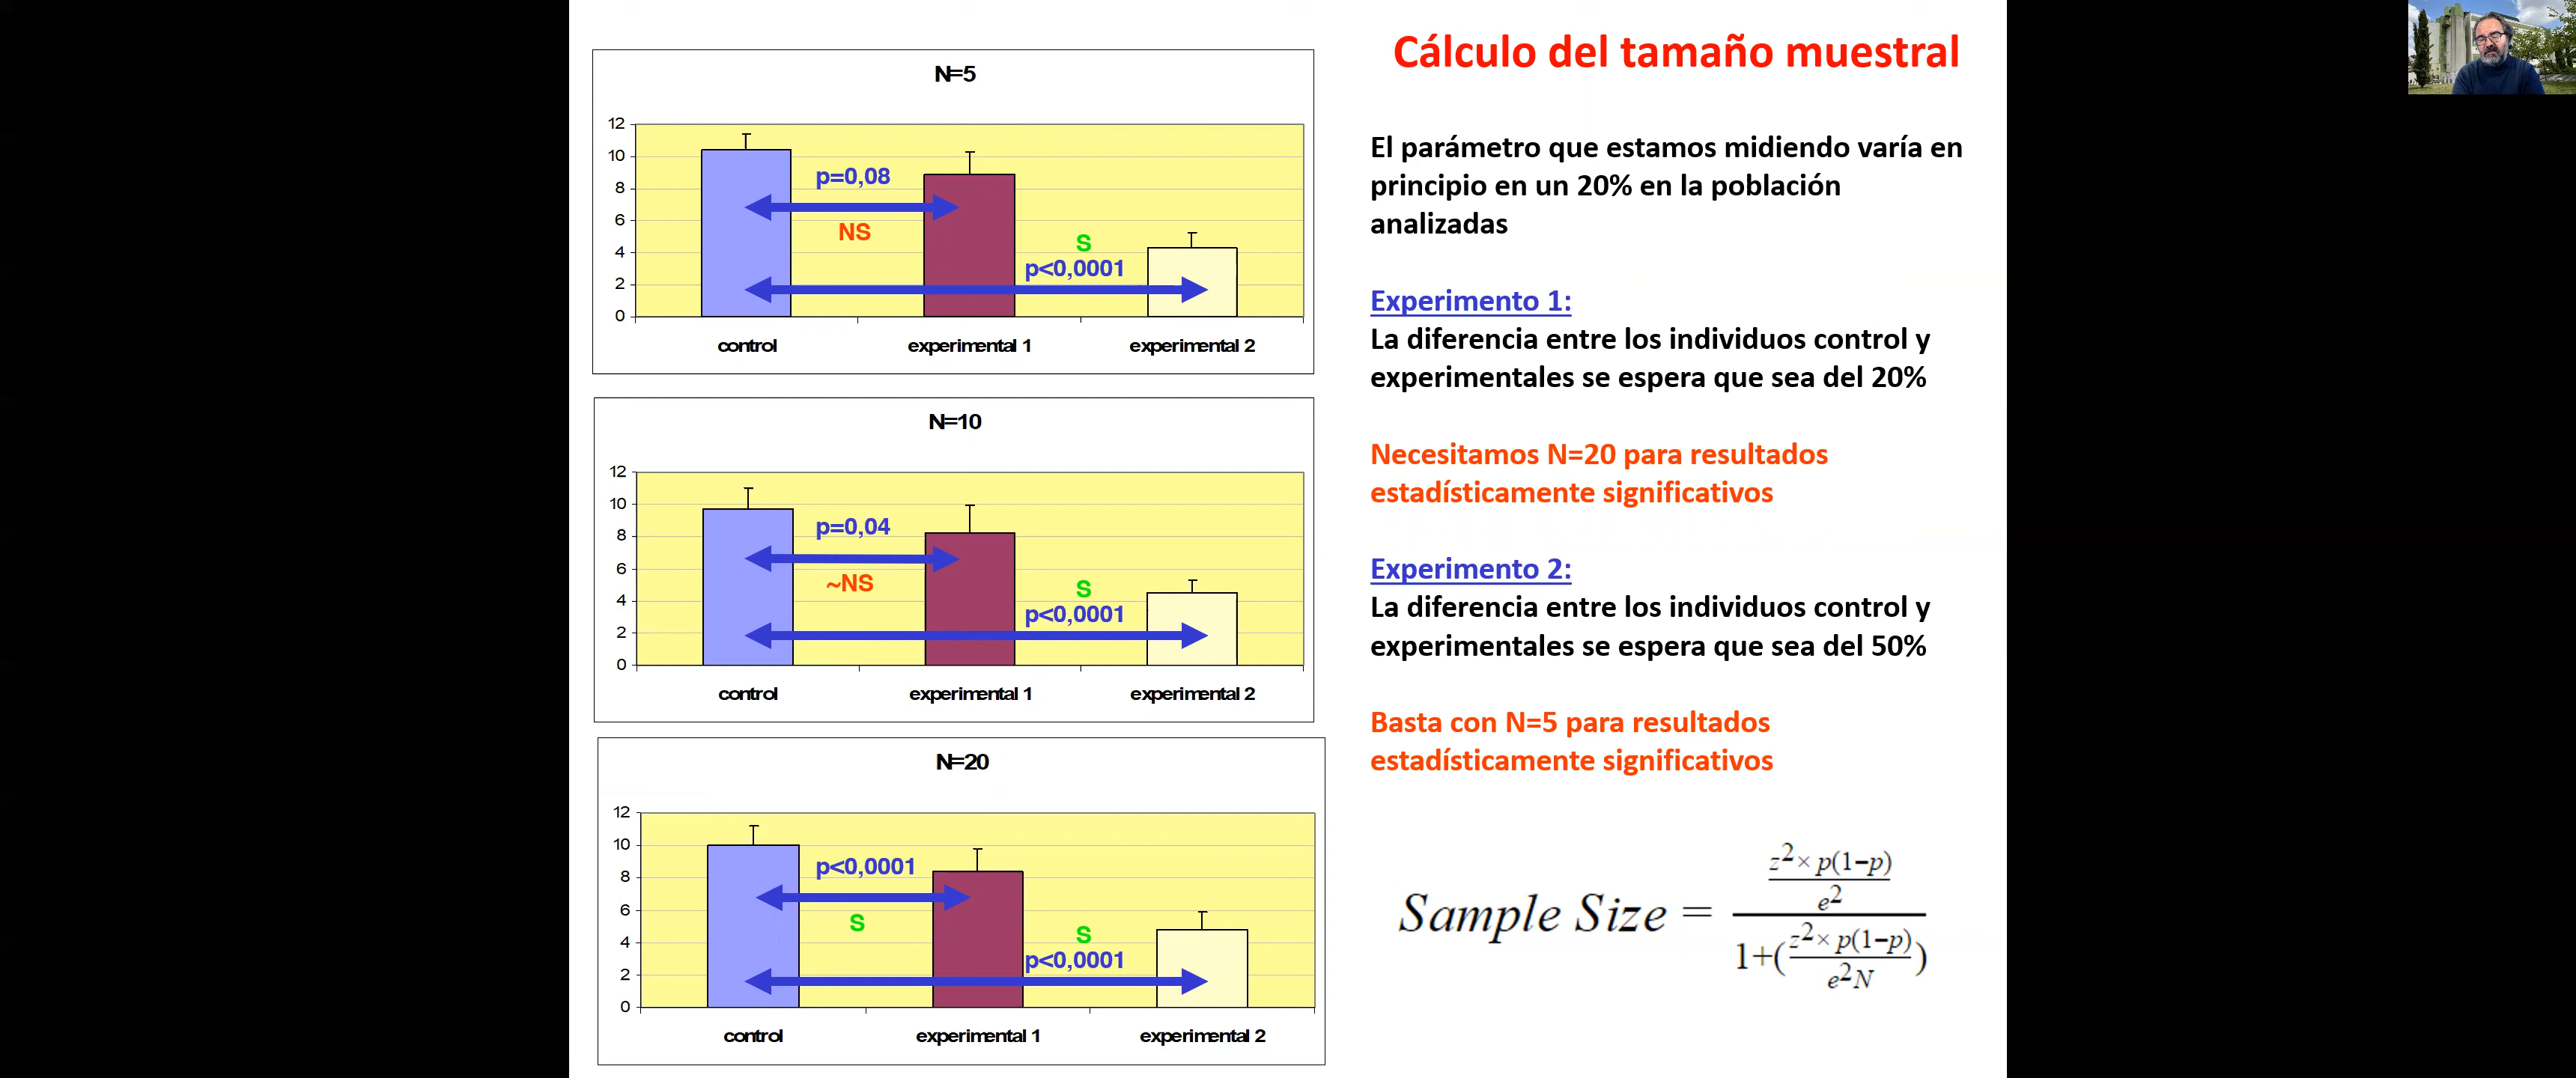 N=5
12
10
8
6
4
2
0
p=0,08
NS
S
p<0,0001
control
experimental 1
experimental 2
N=10
12
10
8
6
4
2
0
p=0,04
~NS
S
p<0,0001
control
experimental 1
experimental 2
N=20
12
10
8
6
4
2
0
p<0,0001
S
S
p<0,0001
control
experimental 1
experimental 2
Cálculo del tamaño muestral
El parámetro que estamos midiendo varía en
principio en un 20% en la población
analizadas
Experimento 1:
La diferencia entre los individuos control y
experimentales se espera que sea del 20%
Necesitamos N=20 para resultados
estadísticamente significativos
Experimento 2:
La diferencia entre los individuos control y
experimentales se espera que sea del 50%
Basta con N=5 para resultados
estadísticamente significativos
z² × p(1−p)
e²
Sample Size =
1+(z² × p(1−p)
e²N)